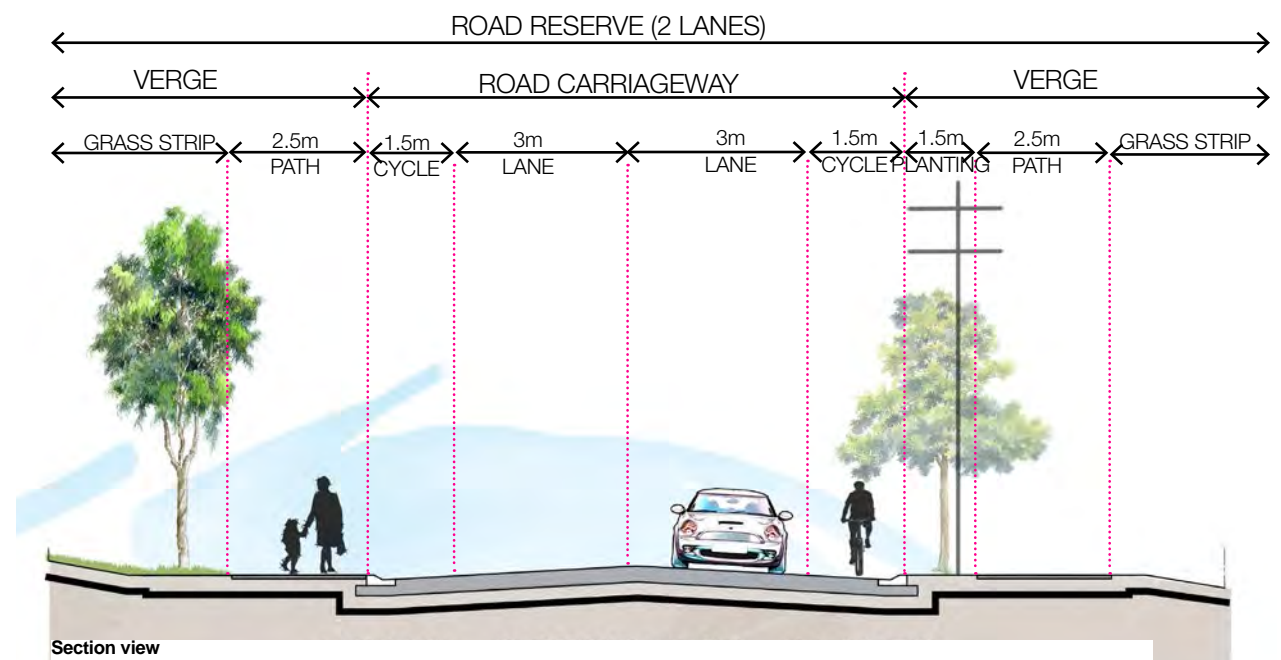 ROAD RESERVE (2 LANES)
VERGE
ROAD CARRIAGEWAY
VERGE
GRASS STRIP
2.5m
PATH
1.5m
CYCLE
3m
LANE
3m
LANE
1.5m
CYCLE
1.5m
PLANTING
2.5m
PATH
GRASS STRIP
Section view